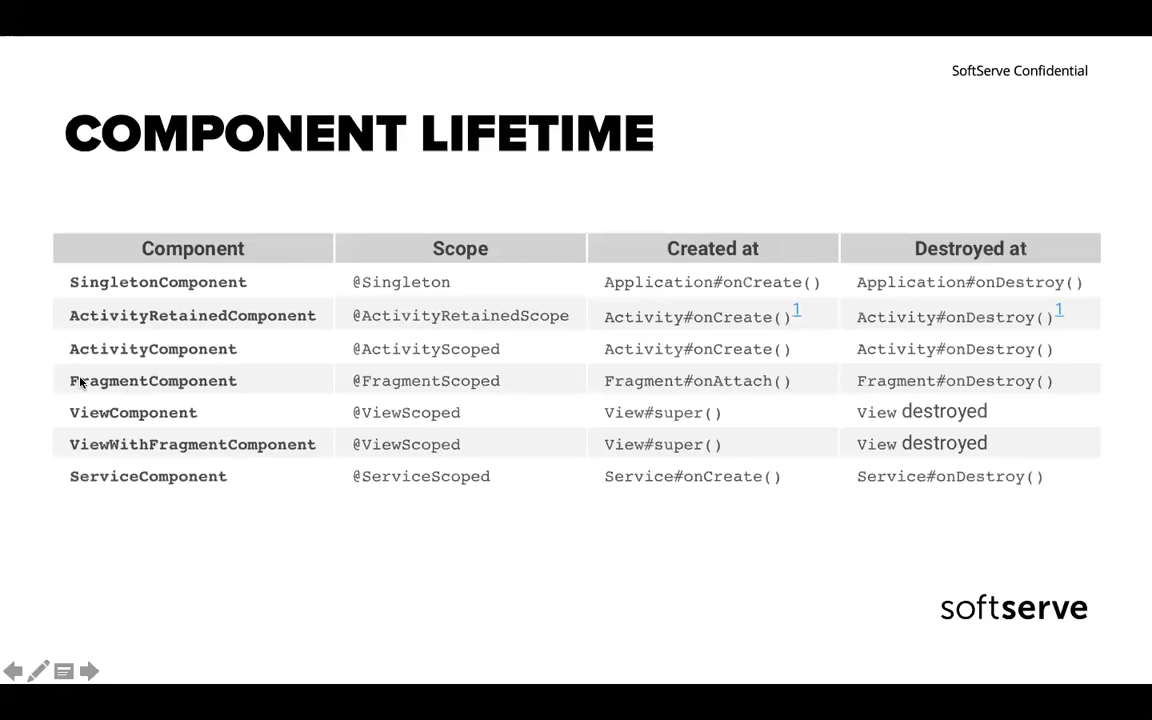 SoftServe Confidential
COMPONENT LIFETIME
Component Scope Created at Destroyed at
SingletonComponent @Singleton Application#onCreate() Application#onDestroy()
ActivityRetainedComponent @ActivityRetainedScope Activity#onCreate()1 Activity#onDestroy()1
ActivityComponent @ActivityScoped Activity#onCreate() Activity#onDestroy()
FragmentComponent @FragmentScoped Fragment#onAttach() Fragment#onDestroy()
ViewComponent @ViewScoped View#super() View destroyed
ViewWithFragmentComponent @ViewScoped View#super() View destroyed
ServiceComponent @ServiceScoped Service#onCreate() Service#onDestroy()
softserve